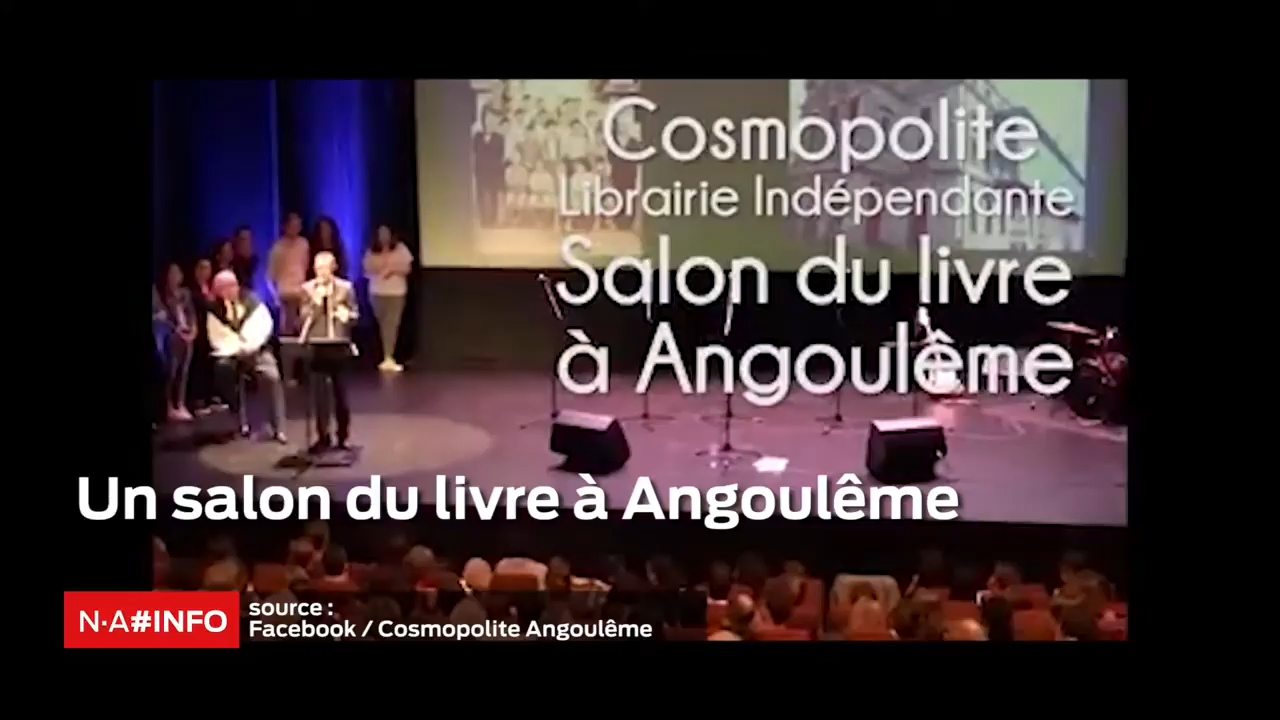 Cosmopolite
Librairie Indépendante
Salon du livre
à Angoulême
Un salon du livre à Angoulême
N·A#INFO
source :
Facebook / Cosmopolite Angoulême